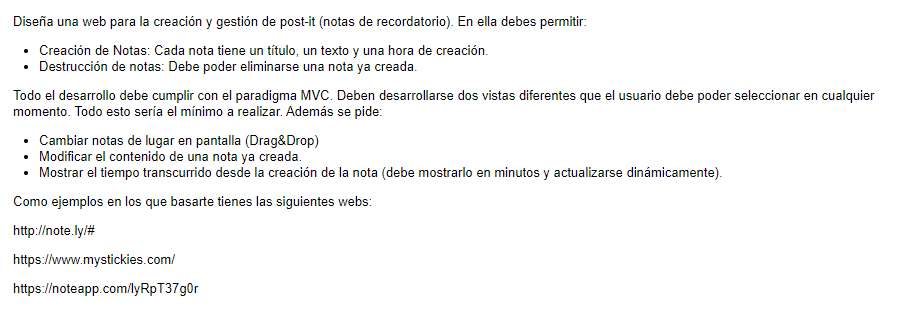 Diseña una web para la creación y gestión de post-it (notas de recordatorio). En ella debes permitir:
• Creación de Notas: Cada nota tiene un título, un texto y una hora de creación.
• Destrucción de notas: Debe poder eliminarse una nota ya creada.
Todo el desarrollo debe cumplir con el paradigma MVC. Deben desarrollarse dos vistas diferentes que el usuario debe poder seleccionar en cualquier
momento. Todo esto sería el mínimo a realizar. Además se pide:
• Cambiar notas de lugar en pantalla (Drag&Drop)
• Modificar el contenido de una nota ya creada.
• Mostrar el tiempo transcurrido desde la creación de la nota (debe mostrarlo en minutos y actualizarse dinámicamente).
Como ejemplos en los que basarte tienes las siguientes webs:
http://note.ly/#
https://www.mystickies.com/
https://noteapp.com/lyRpT37g0r